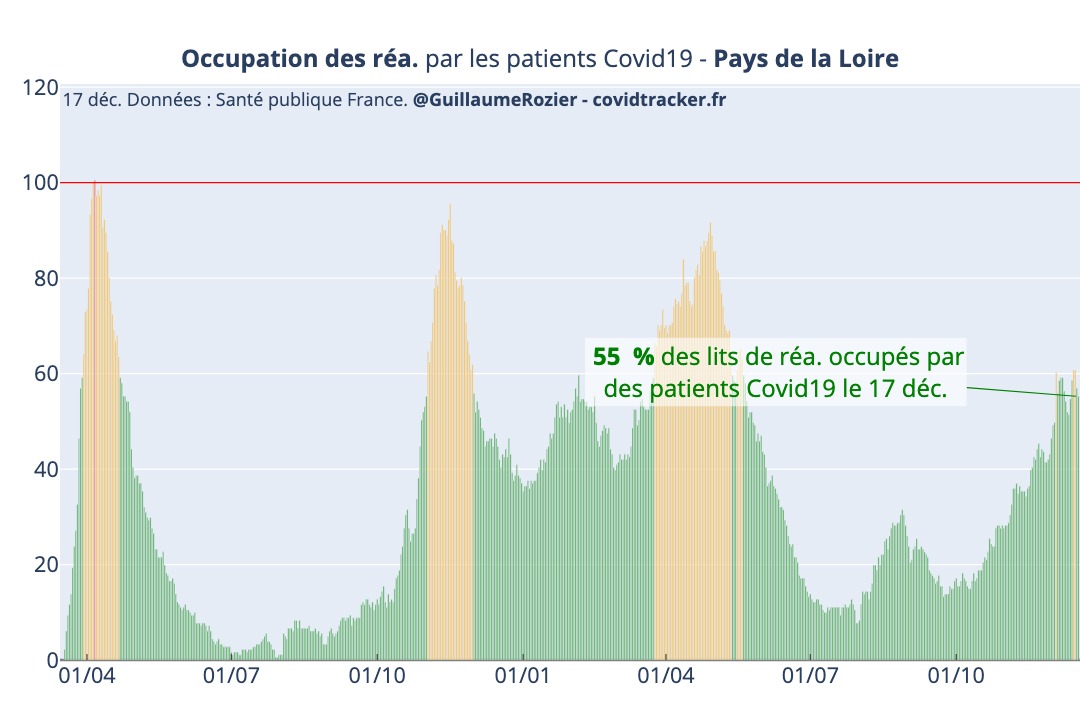 Occupation des réa. par les patients Covid19 - Pays de la Loire
120
17 déc. Données : Santé publique France. @GuillaumeRozier - covidtracker.fr
100
80
60
55 % des lits de réa. occupés par
des patients Covid19 le 17 déc.
40
20
0
01/04 01/07 01/10 01/01 01/04 01/07 01/10